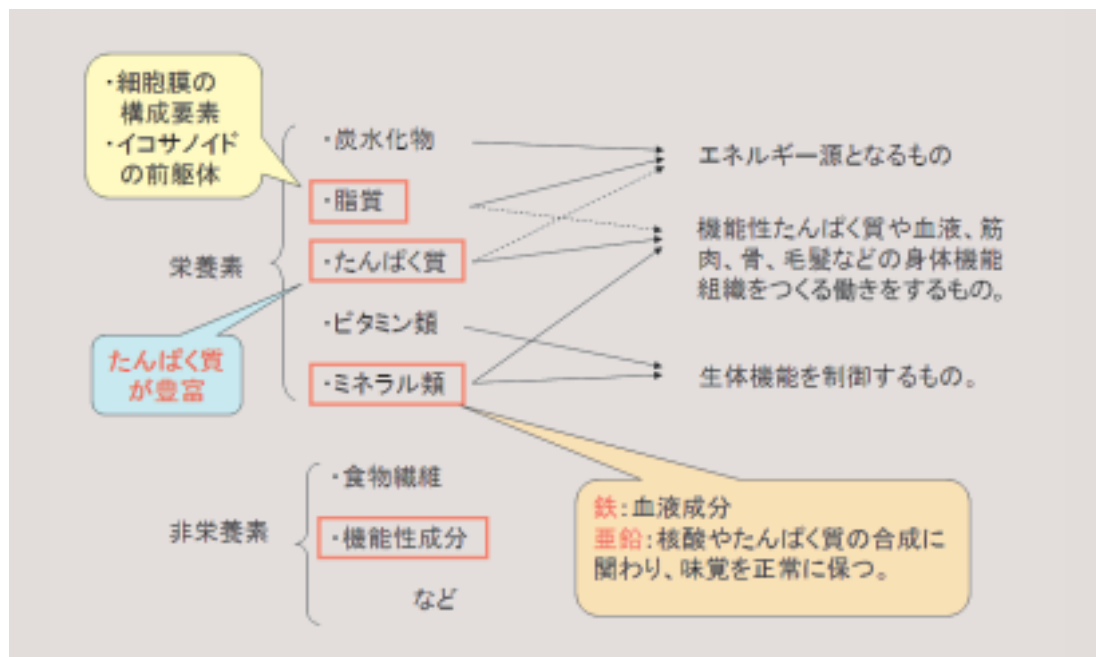 ・細胞膜の
構成要素
・イコサノイド
の前躯体
栄養素
・炭水化物
・脂質
・たんぱく質
・ビタミン類
・ミネラル類
たんぱく質
が豊富
エネルギー源となるもの
機能性たんぱく質や血液、筋
肉、骨、毛髪などの身体機能
組織をつくる働きをするもの。
生体機能を制御するもの。
非栄養素
・食物繊維
・機能性成分
など
鉄:血液成分
亜鉛:核酸やたんぱく質の合成に
関わり、味覚を正常に保つ。